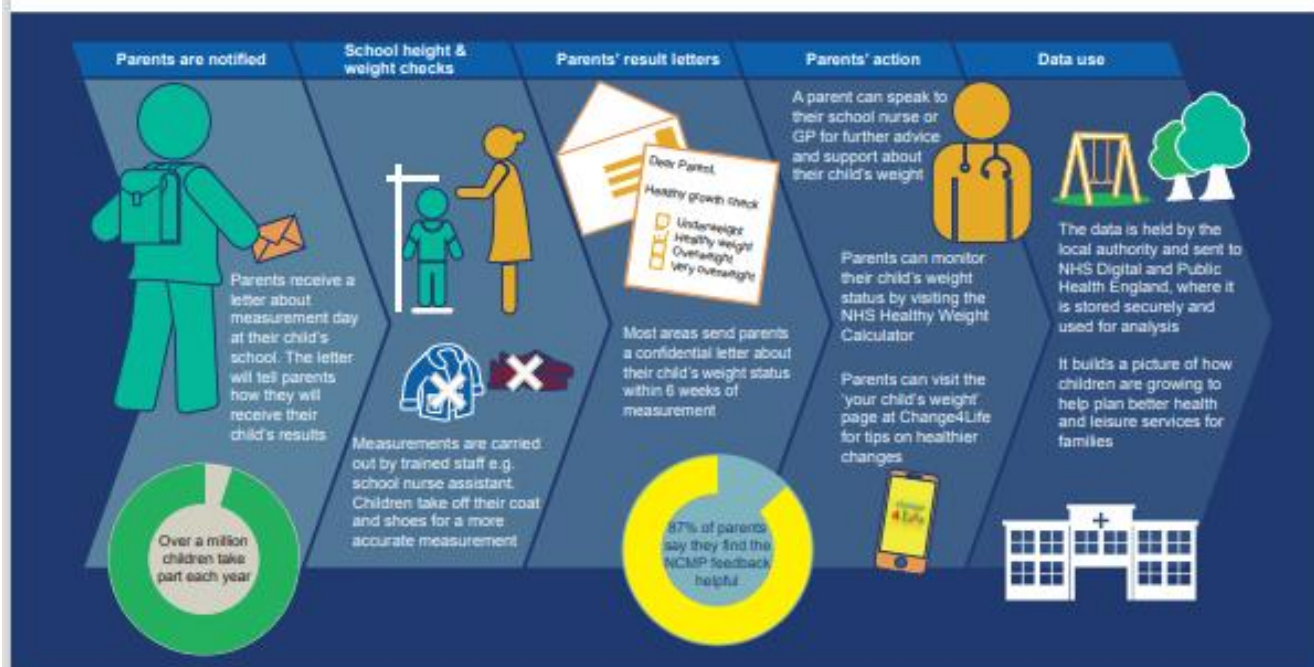 Parents are notified
School height &
weight checks
Parents' result letters
Parents' action
Data use
Parents receive a
letter about
measurement day
at their child's
school. The letter
will tell parents
how they will
receive their
child's results
Over a million
children take
part each year
Measurements are carried
out by trained staff e.g.
school nurse assistant.
Children take off their coat
and shoes for a more
accurate measurement
Dear Parent,
Healthy growth check
Underweight
Healthy weight
Overweight
Very overweight
Most areas send parents
a confidential letter about
their child's weight status
within 6 weeks of
measurement
87% of parents
say they find the
NCMP feedback
helpful
A parent can speak to
their school nurse or
GP for further advice
and support about
their child's weight
Parents can monitor
their child's weight
status by visiting the
NHS Healthy Weight
Calculator
Parents can visit the
'your child's weight'
page at Change4Life
for tips on healthier
changes
change
4Life
The data is held by the
local authority and sent to
NHS Digital and Public
Health England, where it
is stored securely and
used for analysis
It builds a picture of how
children are growing to
help plan better health
and leisure services for
families